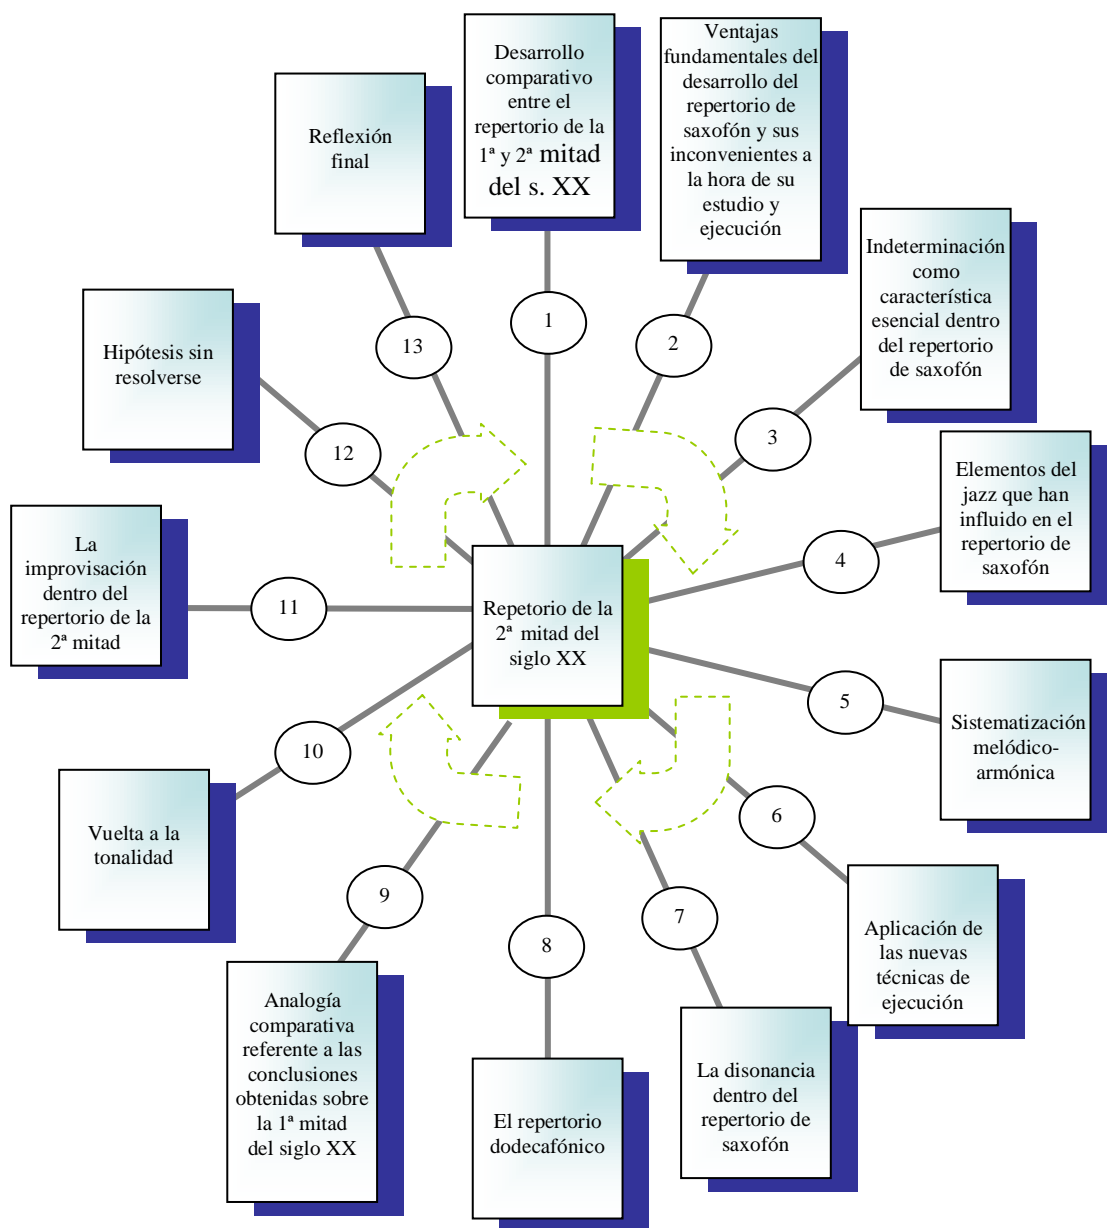 Desarrollo
comparativo
entre el
repertorio de la
1ª y 2ª mitad
del s. XX
1
Ventajas
fundamentales del
desarrollo del
repertorio de
saxofón y sus
inconvenientes a
la hora de su
estudio y
ejecución
2
Indeterminación
como
característica
esencial dentro
del repertorio
de saxofón
3
Elementos del
jazz que han
influido en el
repertorio de
saxofón
4
Sistematización
melódico-
armónica
5
Aplicación de
las nuevas
técnicas de
ejecución
6
La disonancia
dentro del
repertorio de
saxofón
7
El repertorio
dodecafónico
8
Analogía
comparativa
referente a las
conclusiones
obtenidas sobre
la 1ª mitad
del siglo XX
9
Vuelta a la
tonalidad
10
La
improvisación
dentro del
repertorio de la
2ª mitad
11
Hipótesis sin
resolverse
12
Reflexión
final
13
Repetorio de la
2ª mitad del
siglo XX